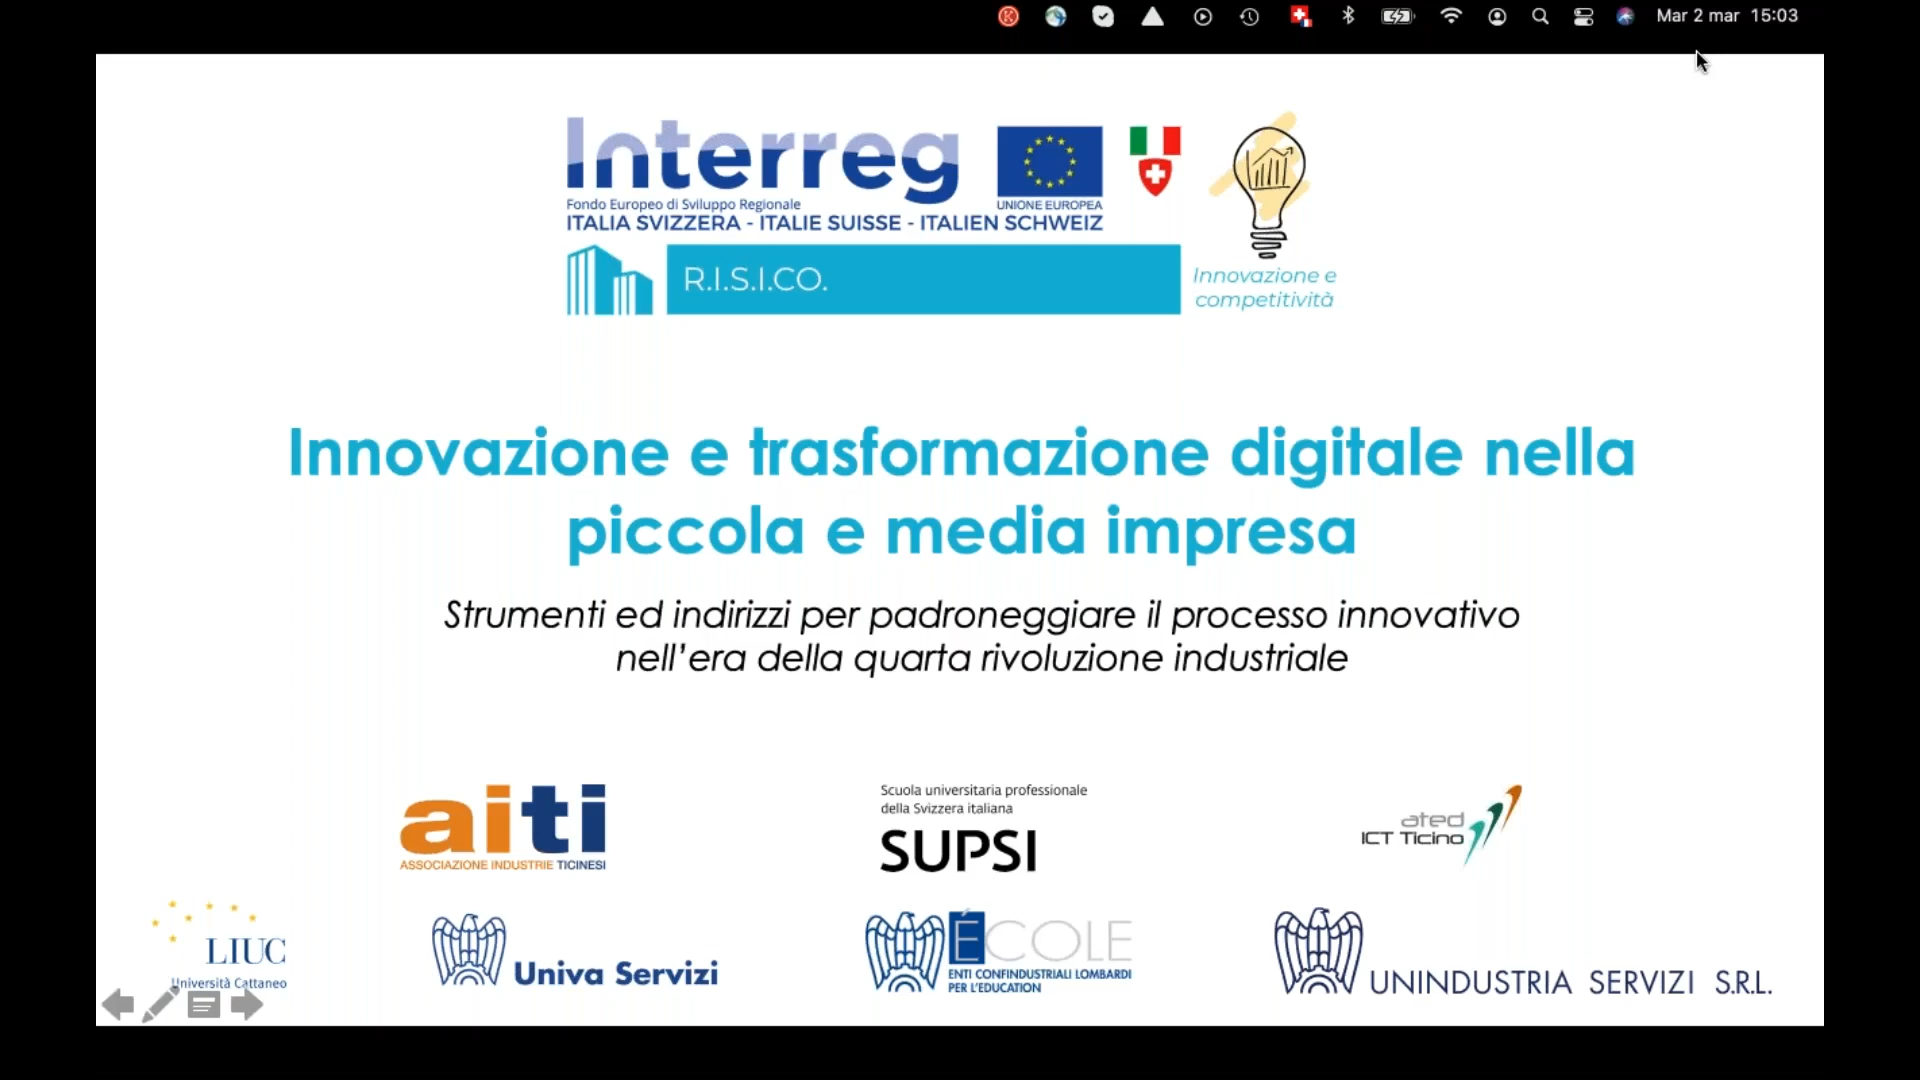 Mar 2 mar 15:03
Interreg
Fondo Europeo di Sviluppo Regionale
UNIONE EUROPEA
ITALIA SVIZZERA - ITALIE SUISSE - ITALIEN SCHWEIZ
R.I.S.I.CO.
Innovazione e
competitività
Innovazione e trasformazione digitale nella
piccola e media impresa
Strumenti ed indirizzi per padroneggiare il processo innovativo
nell’era della quarta rivoluzione industriale
aiti
ASSOCIAZIONE INDUSTRIE TICINESI
Scuola universitaria professionale
della Svizzera italiana
SUPSI
ated
ICT Ticino
LIUC
Università Cattaneo
Univa Servizi
ÉCOLE
ENTI CONFINDUSTRIALI LOMBARDI
PER L'EDUCATION
UNINDUSTRIA SERVIZI S.R.L.